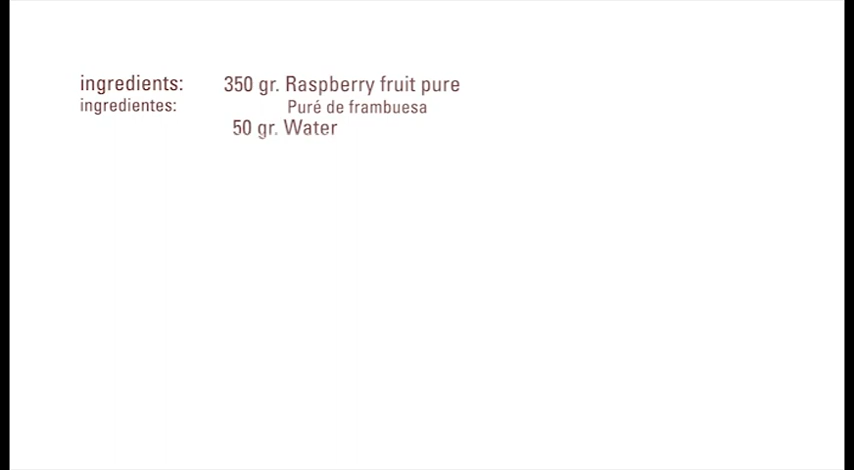 ingredients: 350 gr. Raspberry fruit pure
ingredientes: Puré de frambuesa
50 gr. Water